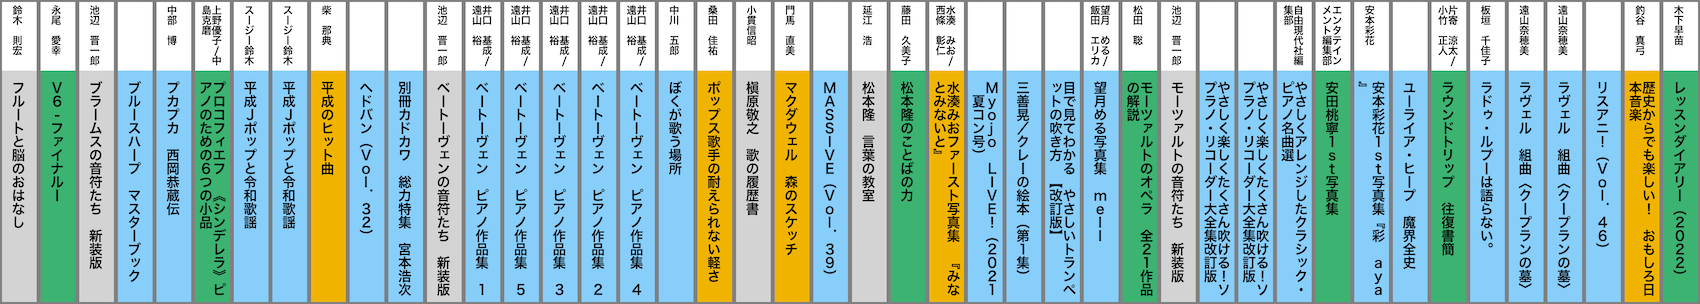 鈴木 則宏
フルートと脳のおはなし
永尾 愛幸
V6-ファイナルー
池辺 晋一郎
ブラームスの音符たち 新装版
ブルースハープ マスターブック
中部 博
プカプカ 西岡恭蔵伝
上野優子/中
島克磨
プロコフィエフ 《シンデレラ》 ピ
アノのための6つの小品
スージー鈴木
平成Jポップと令和歌謡
スージー鈴木
平成Jポップと令和歌謡
柴 那典
平成のヒット曲
ヘドバン(Vol.32)
別冊カドカワ 総力特集 宮本浩次
池辺 晋一郎
ベートーヴェンの音符たち 新装版
井口 基成/
遠山 裕
ベートーヴェン ピアノ作品集 1
井口 基成/
遠山 裕
ベートーヴェン ピアノ作品集 5
井口 基成/
遠山 裕
ベートーヴェン ピアノ作品集 3
井口 基成/
遠山 裕
ベートーヴェン ピアノ作品集 2
井口 基成/
遠山 裕
ベートーヴェン ピアノ作品集 4
中川 五郎
ぼくが歌う場所
桑田 佳祐
ポップス歌手の耐えられない軽さ
小貫信昭
槇原敬之 歌の履歴書
門馬 直美
マクダウェル 森のスケッチ
MASSIVE(Vol.39)
延江 浩
松本隆 言葉の教室
藤田 久美子
松本隆のことばの力
水湊 みお/
西條 彰仁
水湊みおファースト写真集 『みな
とみないと』
Myojo LIVE!(2021
夏コン号)
三善晃/クレーの絵本(第1集)
目で見てわかる やさしいトランペ
ットの吹き方 【改訂版】
望月 める/
飯田 エリカ
望月める写真集 mell
松田 聡
モーツァルトのオペラ 全21作品
の解説
池辺 晋一郎
モーツァルトの音符たち 新装版
やさしく楽しくたくさん吹ける!ソ
プラノ・リコーダー大全集改訂版
やさしく楽しくたくさん吹ける!ソ
プラノ・リコーダー大全集改訂版
自由現代社編
集部
やさしくアレンジしたクラシック・
ピアノ名曲選
エンタテイン
メント編集部
安田桃寧1st写真集
安本彩花
安本彩花1st写真集『彩 aya
』
ユーライア・ヒープ 魔界全史
片寄 涼太/
小竹 正人
ラウンドトリップ 往復書簡
板垣 千佳子
ラドゥ・ルプーは語らない。
遠山奈穂美
ラヴェル 組曲〈クープランの墓〉
遠山奈穂美
ラヴェル 組曲〈クープランの墓〉
リスアニ!(Vol.46)
釣谷 真弓
歴史からでも楽しい! おもしろ日
本音楽
木下早苗
レッスンダイアリー(2022)